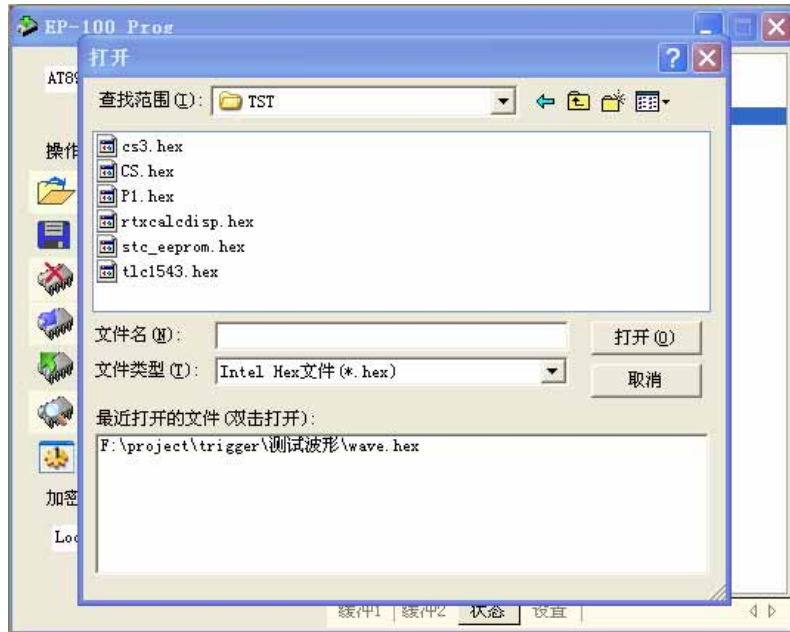 EP-100 Prog
打开
AT89
查找范围(I):
TST
操作
cs3.hex
CS.hex
P1.hex
rtxcalcdisp.hex
stc_eeprom.hex
tlc1543.hex
文件名(N):
打开(O)
文件类型(T):
Intel Hex文件(*.hex)
取消
最近打开的文件(双击打开):
F:\project\trigger\测试波形\wave.hex
加密
Loc
缓冲1 缓冲2 状态 设置